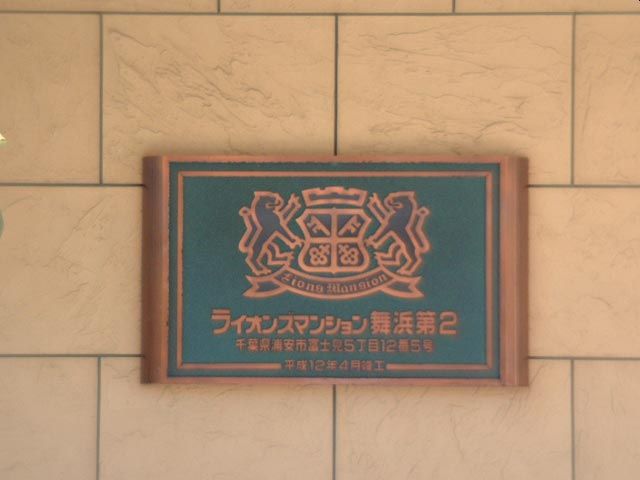 Lions Mansion
ライオンズマンション舞浜第2
千葉県浦安市富士見5丁目12番5号
平成12年4月竣工